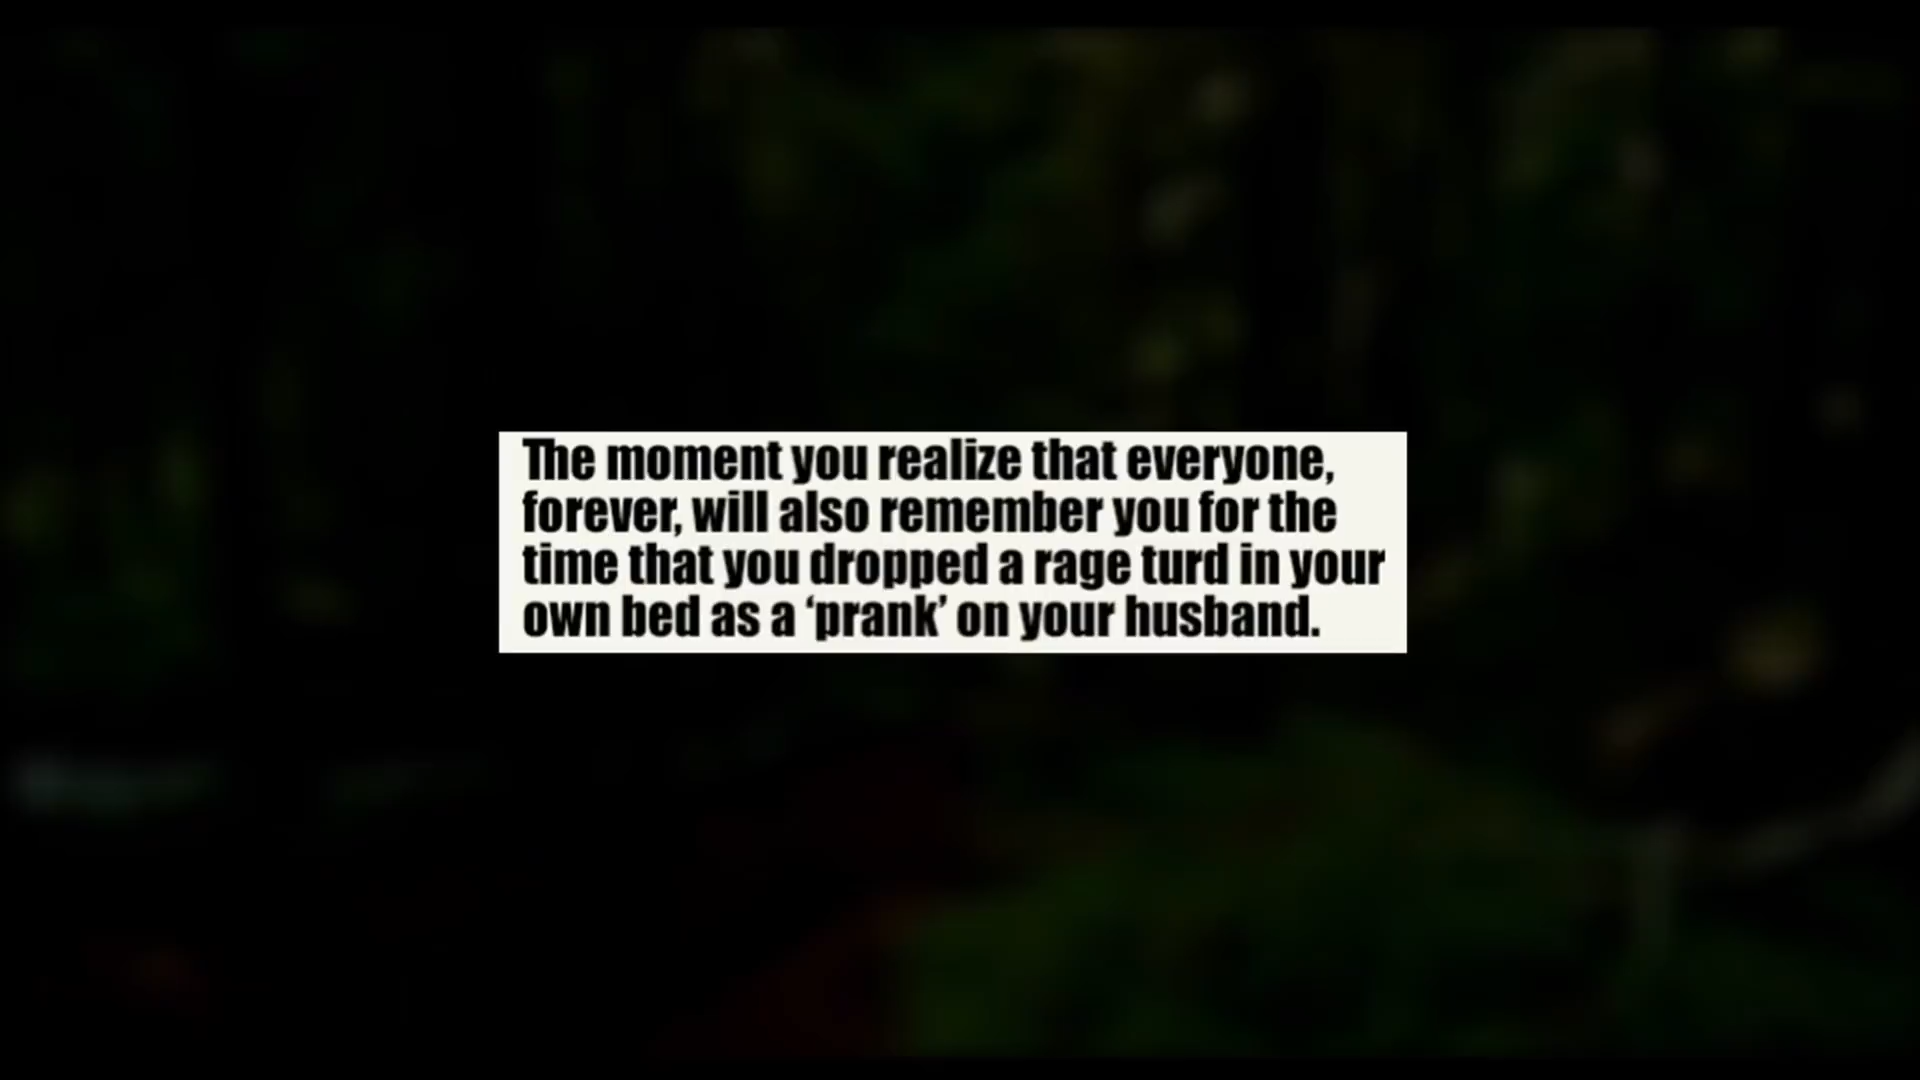 The moment you realize that everyone,
forever, will also remember you for the
time that you dropped a rage turd in your
own bed as a ‘prank’ on your husband.